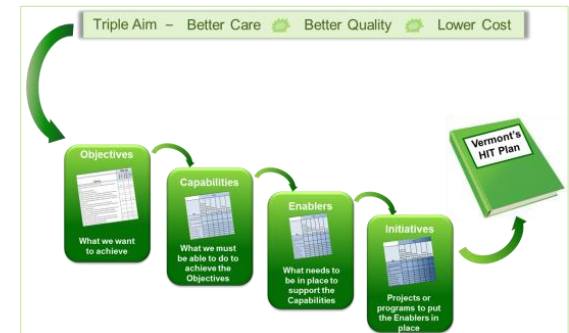 Triple Aim – Better Care Better Quality Lower Cost
Vermont's
HIT Plan
Objectives
What we want
to achieve
Capabilities
What we must
be able to do to
achieve the
Objectives
Enablers
What needs to
be in place to
support the
Capabilities
Initiatives
Projects or
programs to put
the Enablers in
place